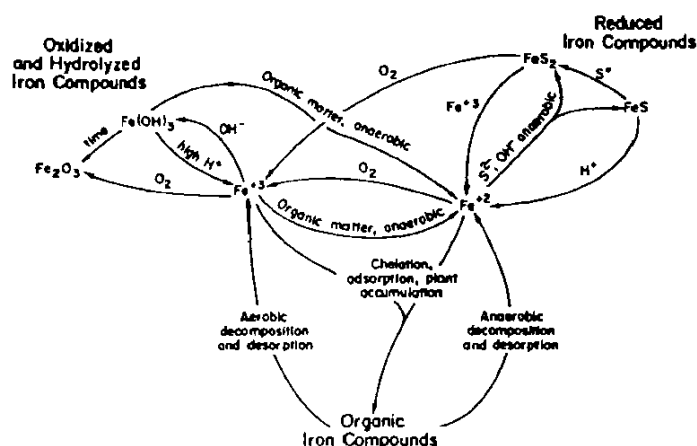 Oxidized
and Hydrolyzed
Iron Compounds
Reduced
Iron Compounds
FeS₂
O₂
S°
FeS
Organic matter, anaerobic
Fe⁺³
Fe(OH)₃
OH⁻
time
high H⁺
S²⁻, OH⁻ anaerobic
H⁺
Fe₂O₃
O₂
O₂
Fe⁺³
Fe⁺²
Organic matter, anaerobic
Chelation,
adsorption, plant
accumulation
Aerobic
decomposition
and desorption
Anaerobic
decomposition
and desorption
Organic
Iron Compounds